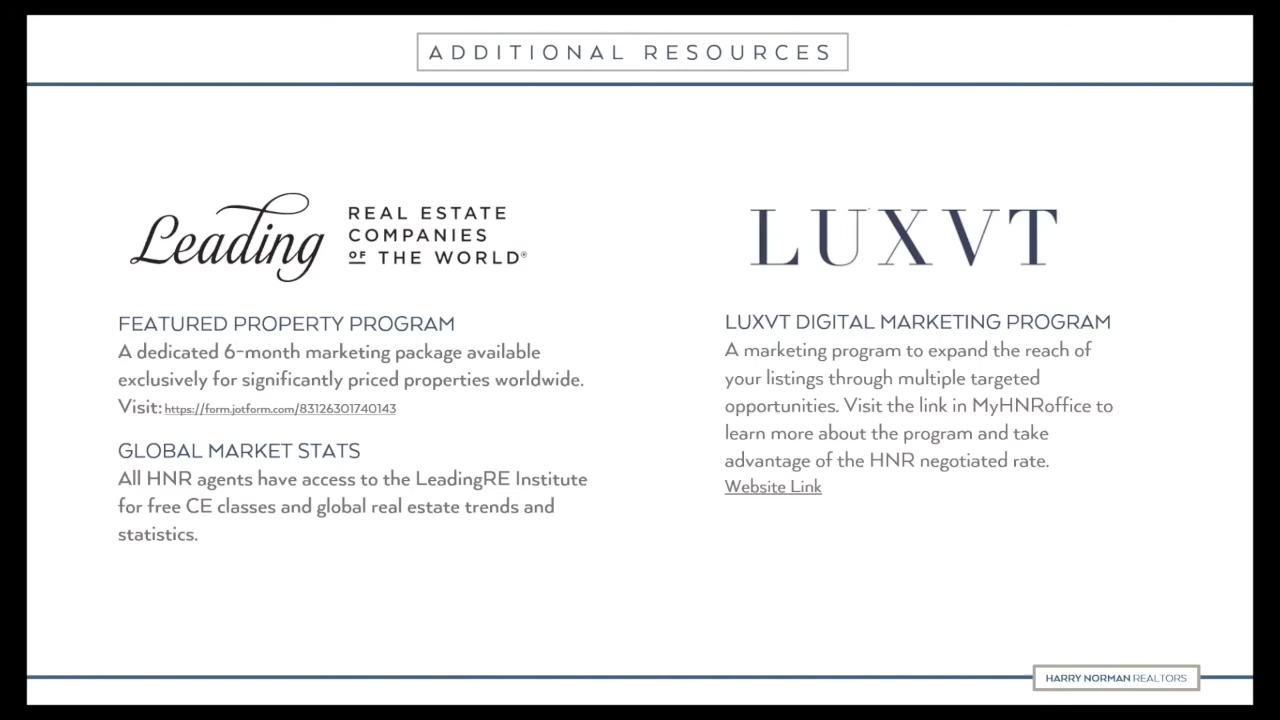 ADDITIONAL RESOURCES
Leading
REAL ESTATE
COMPANIES
OF THE WORLD®
FEATURED PROPERTY PROGRAM
A dedicated 6-month marketing package available
exclusively for significantly priced properties worldwide.
Visit: https://form.jotform.com/83126301740143
GLOBAL MARKET STATS
All HNR agents have access to the LeadingRE Institute
for free CE classes and global real estate trends and
statistics.
LUXVT
LUXVT DIGITAL MARKETING PROGRAM
A marketing program to expand the reach of
your listings through multiple targeted
opportunities. Visit the link in MyHNRoffice to
learn more about the program and take
advantage of the HNR negotiated rate.
Website Link
HARRY NORMAN REALTORS